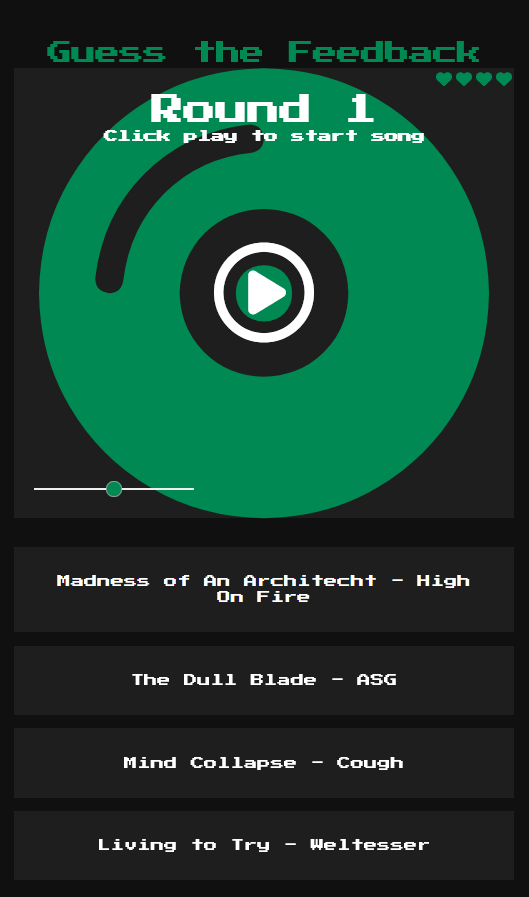 Guess the Feedback
Round 1
Click play to start song
Madness of An Architecht - High
On Fire
The Dull Blade - ASG
Mind Collapse - Cough
Living to Try - Weltesser